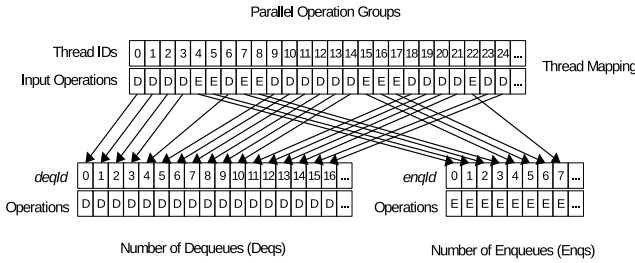 Parallel Operation Groups
Thread IDs 0 1 2 3 4 5 6 7 8 9 10 11 12 13 14 15 16 17 18 19 20 21 22 23 24 ...
Input Operations D D D D E E D E E D D D D D D E E E D D D D E D D ...
Thread Mapping
deqId 0 1 2 3 4 5 6 7 8 9 10 11 12 13 14 15 16 ...
enqId 0 1 2 3 4 5 6 7 ...
Operations D D D D D D D D D D D D D D D D D ...
Operations E E E E E E E E ...
Number of Dequeues (Deqs)
Number of Enqueues (Enqs)